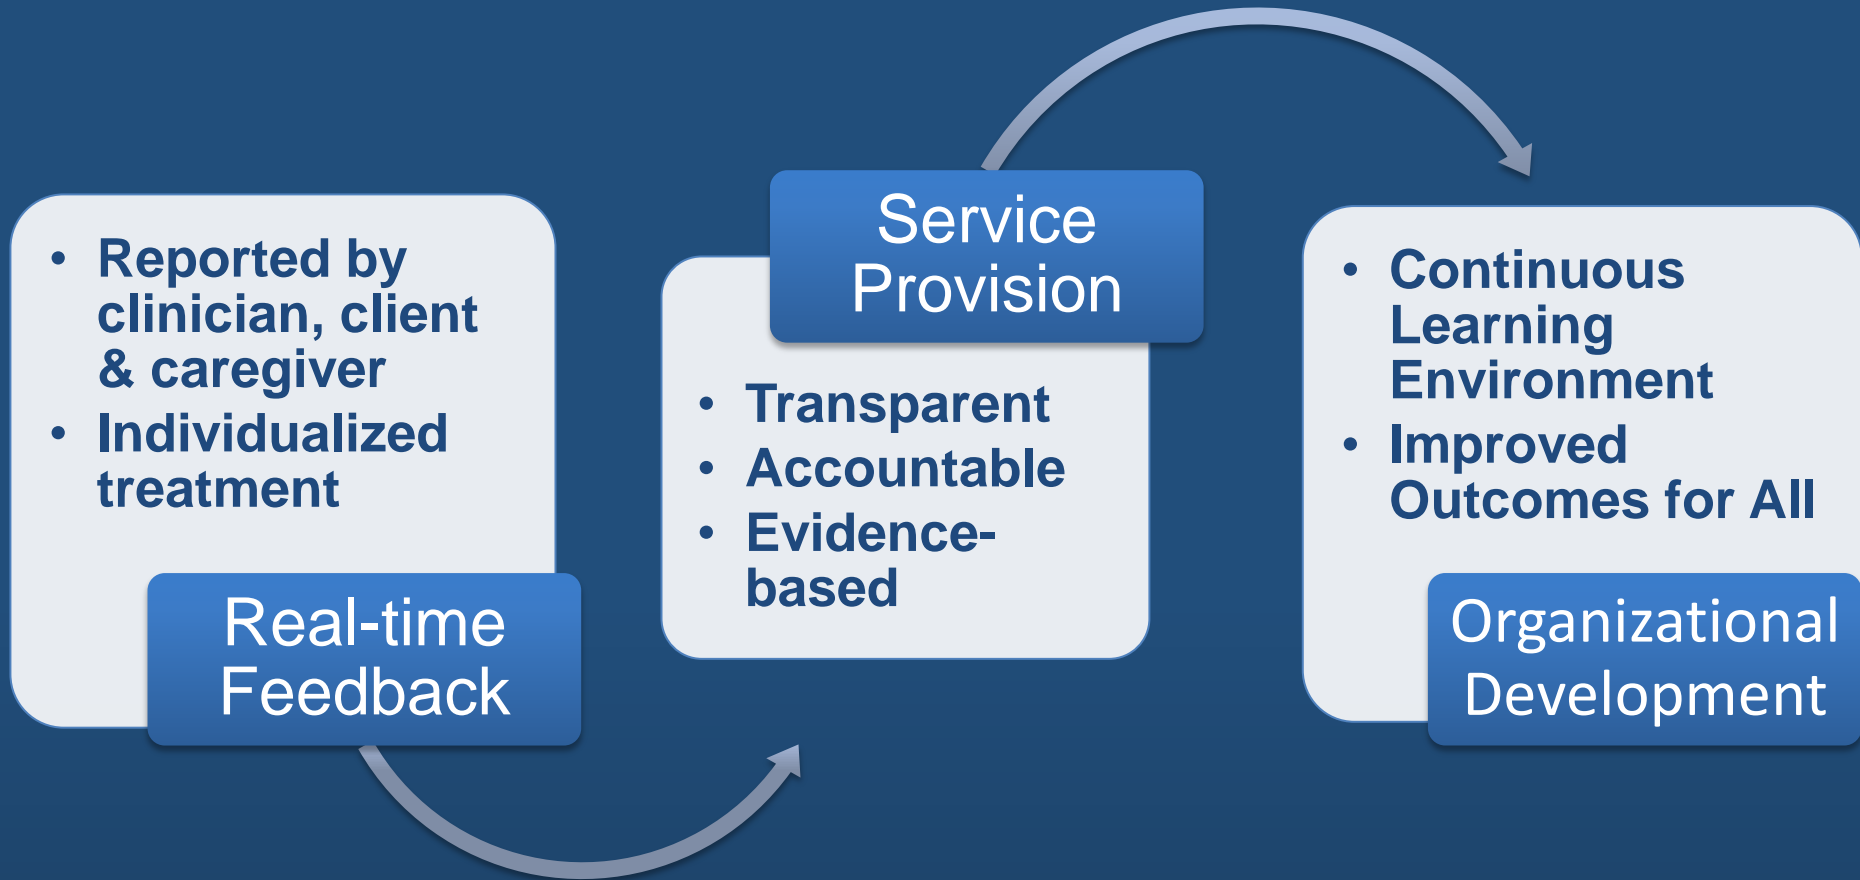 • Reported by
clinician, client
& caregiver
• Individualized
treatment
Real-time
Feedback
Service
Provision
• Transparent
• Accountable
• Evidence-
based
• Continuous
Learning
Environment
• Improved
Outcomes for All
Organizational
Development